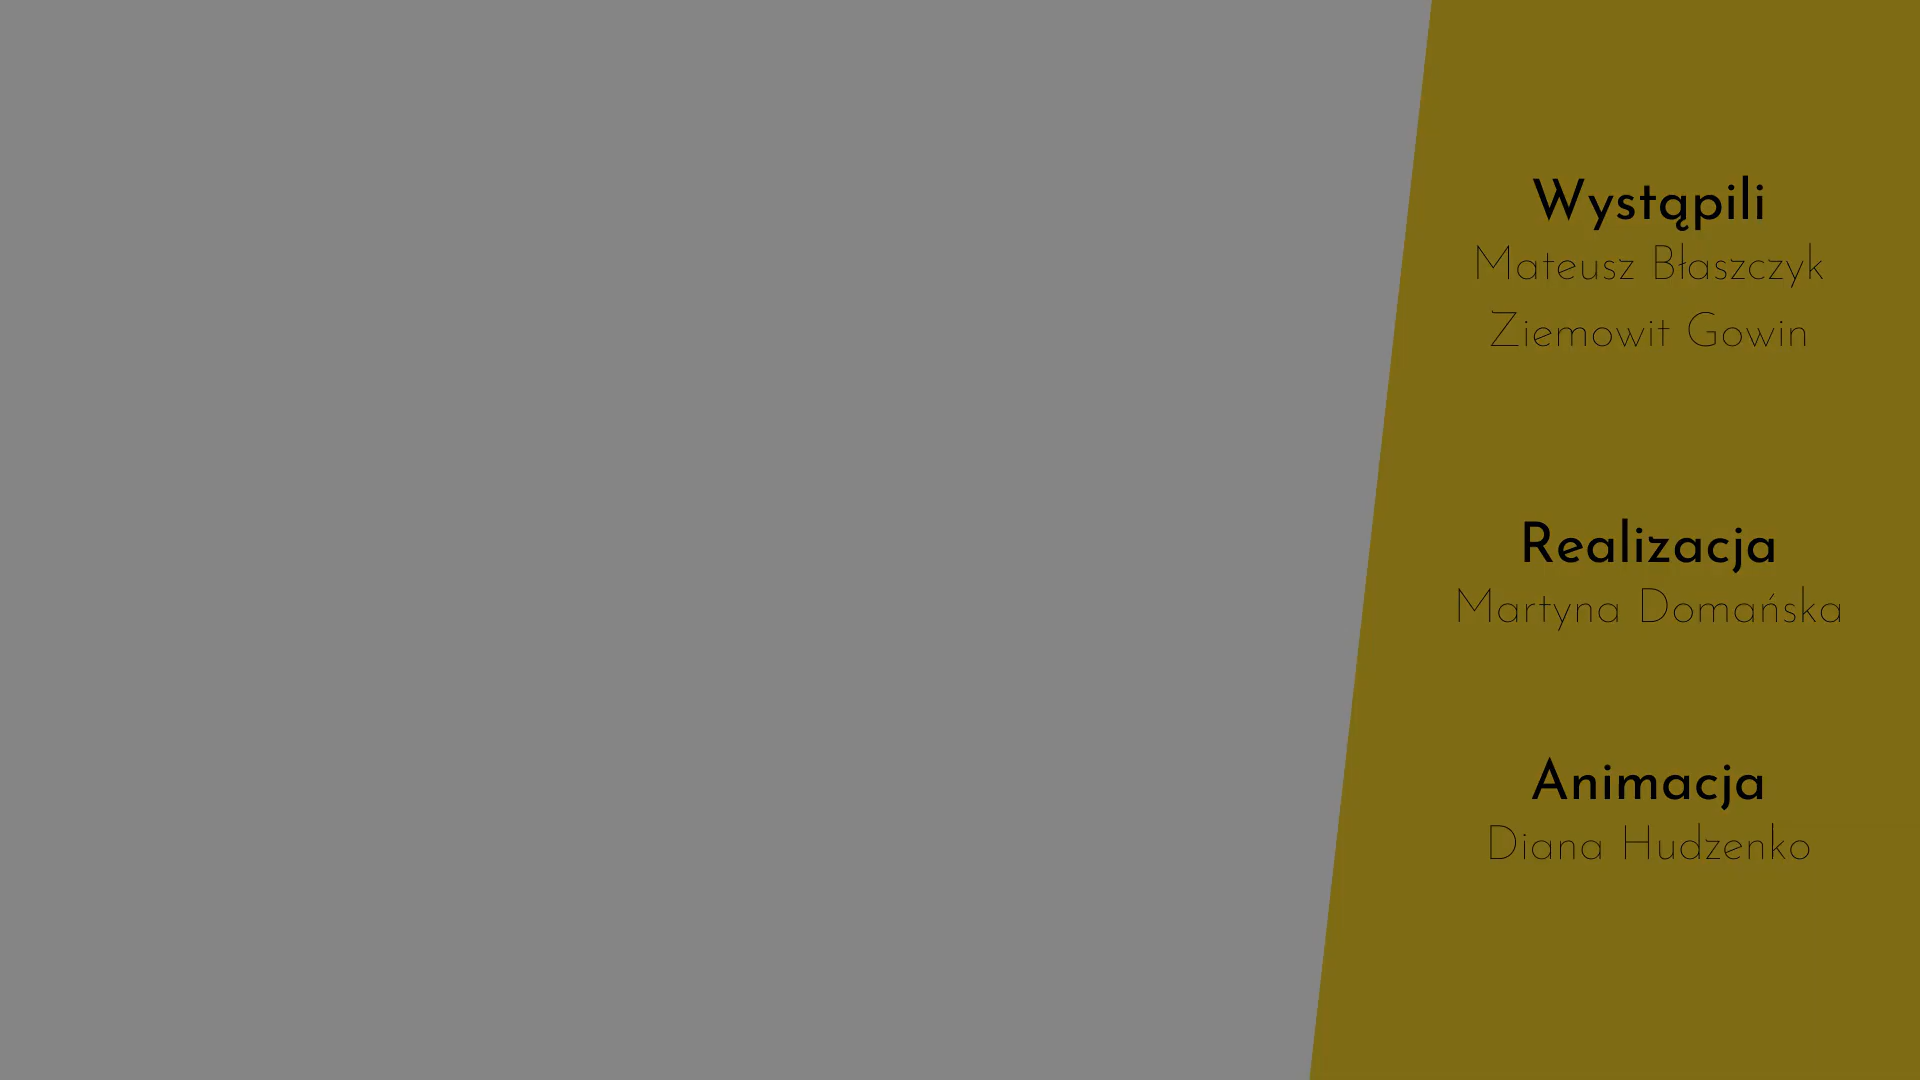 Wystąpili
Mateusz Błaszczyk
Ziemowit Gowin
Realizacja
Martyna Domańska
Animacja
Diana Hudzenko